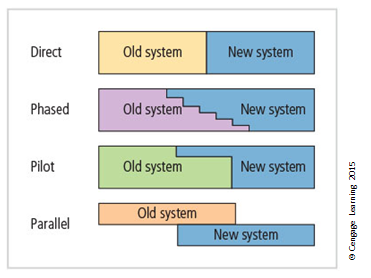 Direct
Old system New system
Phased
Old system New system
Pilot
Old system New system
Parallel
Old system
New system
© Cengage Learning 2015